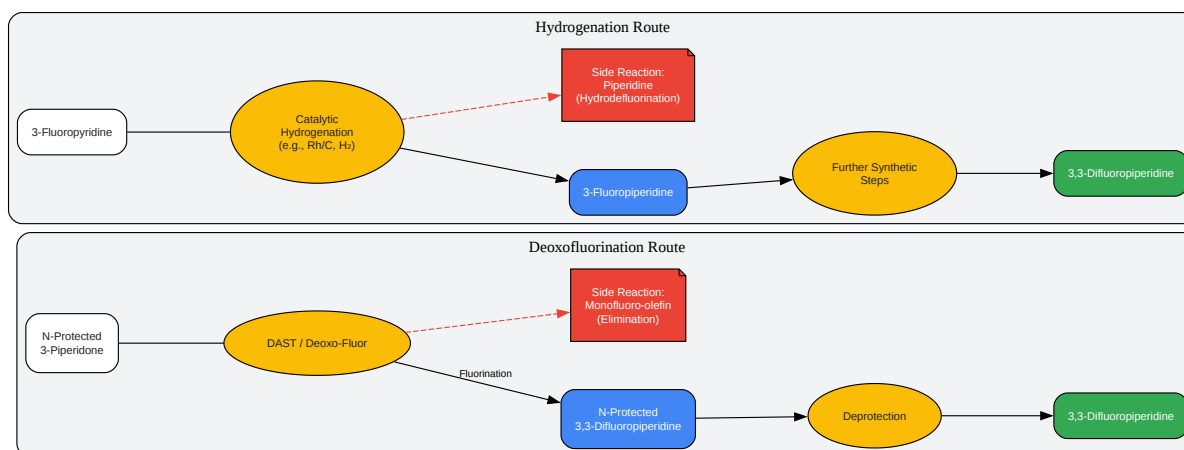 Hydrogenation Route
3-Fluoropyridine
Catalytic
Hydrogenation
(e.g., Rh/C, H₂)
Side Reaction:
Piperidine
(Hydrodefluorination)
3-Fluoropiperidine
Further Synthetic
Steps
3,3-Difluoropiperidine
Deoxofluorination Route
N-Protected
3-Piperidone
DAST / Deoxo-Fluor
Side Reaction:
Monofluoro-olefin
(Elimination)
Fluorination
N-Protected
3,3-Difluoropiperidine
Deprotection
3,3-Difluoropiperidine